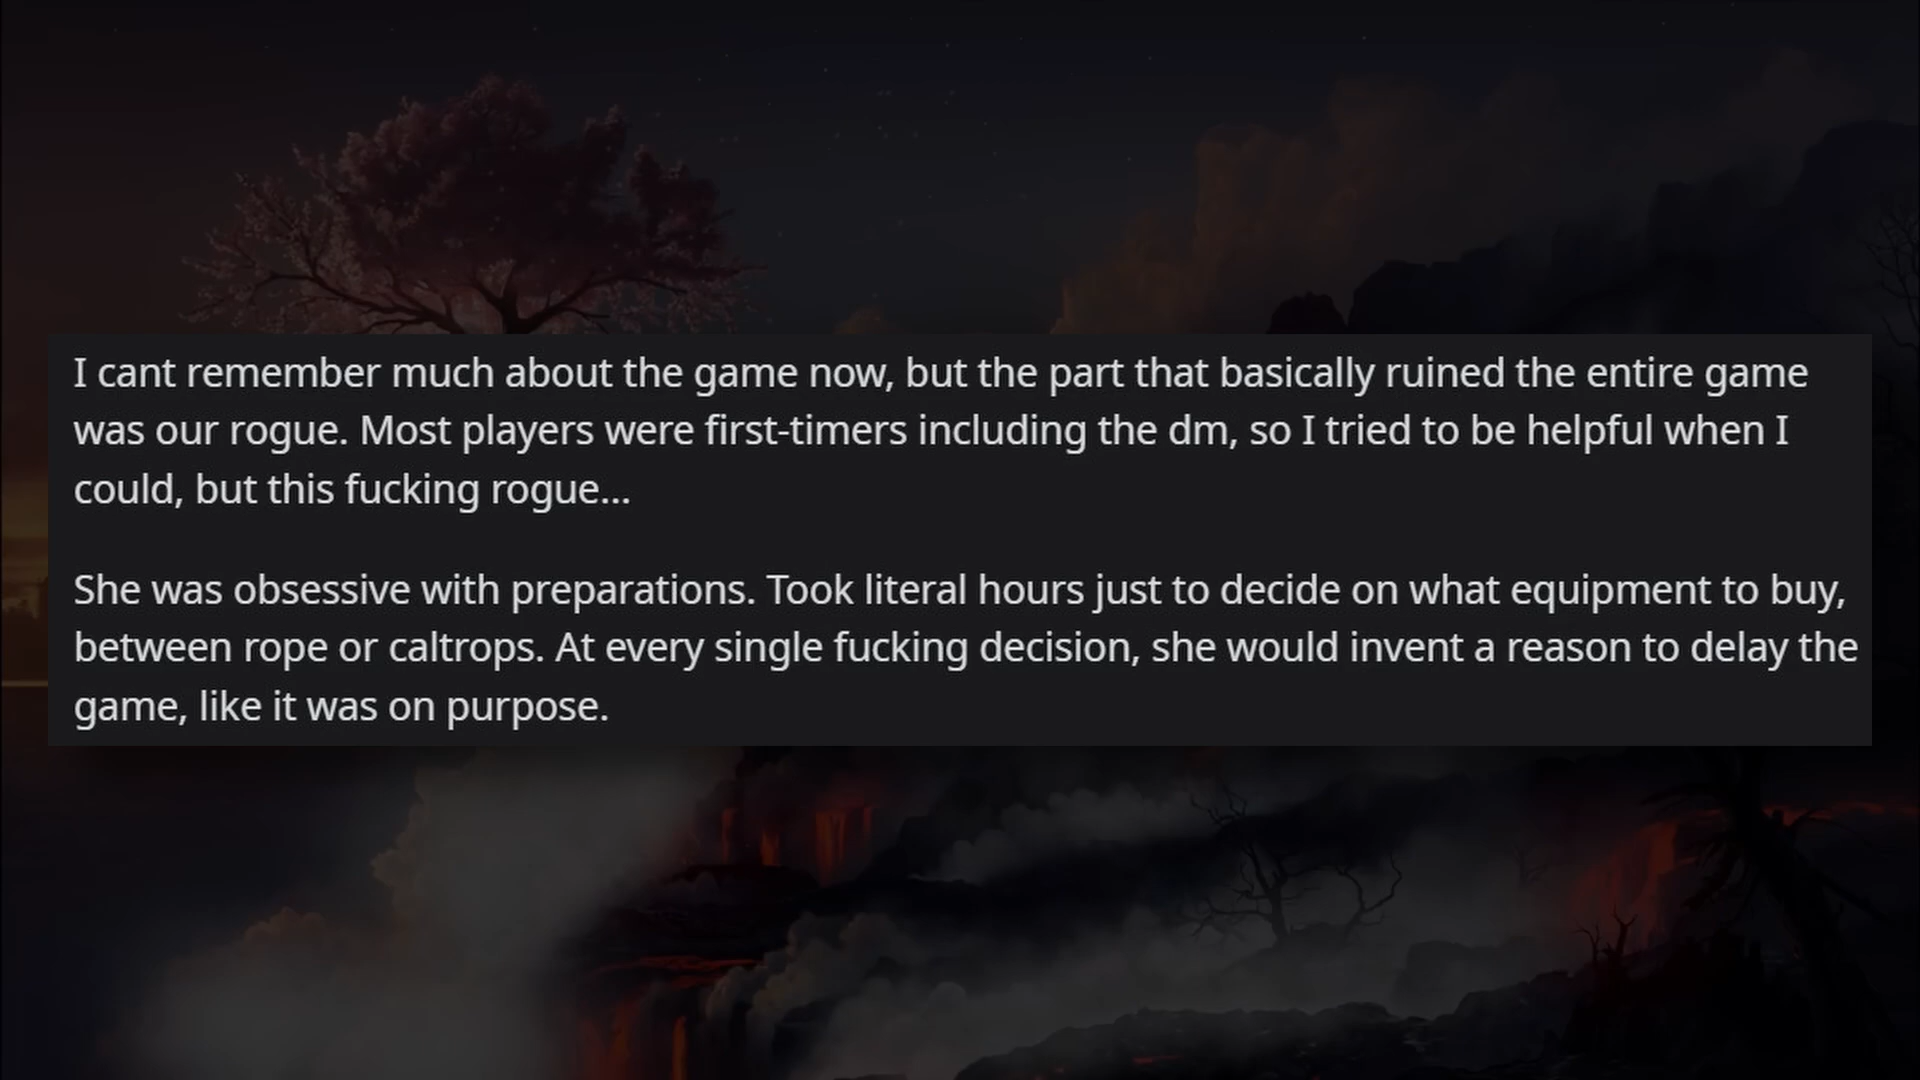 I cant remember much about the game now, but the part that basically ruined the entire game
was our rogue. Most players were first-timers including the dm, so I tried to be helpful when I
could, but this fucking rogue...
She was obsessive with preparations. Took literal hours just to decide on what equipment to buy,
between rope or caltrops. At every single fucking decision, she would invent a reason to delay the
game, like it was on purpose.